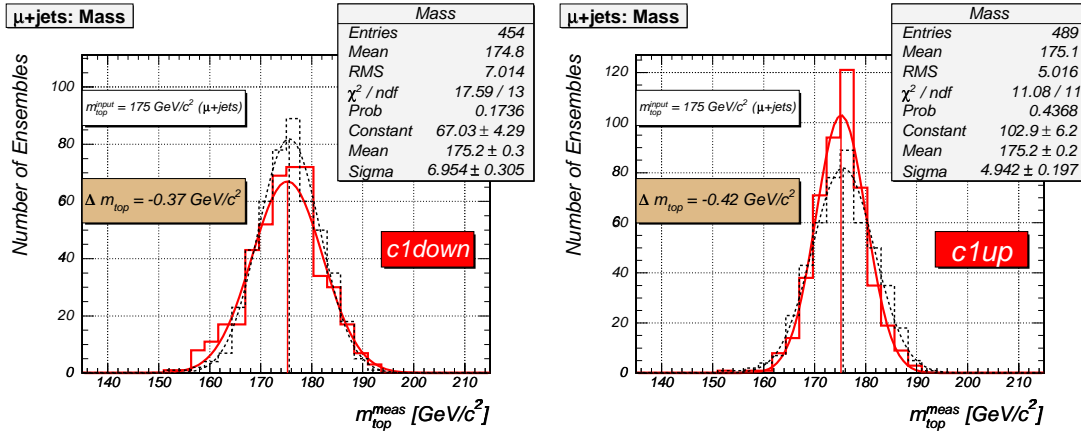 μ+jets: Mass
Mass
Entries 454
Mean 174.8
RMS 7.014
χ² / ndf 17.59 / 13
Prob 0.1736
Constant 67.03 ± 4.29
Mean 175.2 ± 0.3
Sigma 6.954 ± 0.305
Number of Ensembles
m_top^input = 175 GeV/c² (μ+jets)
Δ m_top = -0.37 GeV/c²
c1down
100
80
60
40
20
0
140 150 160 170 180 190 200 210
m_top^meas [GeV/c²]
μ+jets: Mass
Mass
Entries 489
Mean 175.1
RMS 5.016
χ² / ndf 11.08 / 11
Prob 0.4368
Constant 102.9 ± 6.2
Mean 175.2 ± 0.2
Sigma 4.942 ± 0.197
Number of Ensembles
m_top^input = 175 GeV/c² (μ+jets)
Δ m_top = -0.42 GeV/c²
c1up
120
100
80
60
40
20
0
140 150 160 170 180 190 200 210
m_top^meas [GeV/c²]